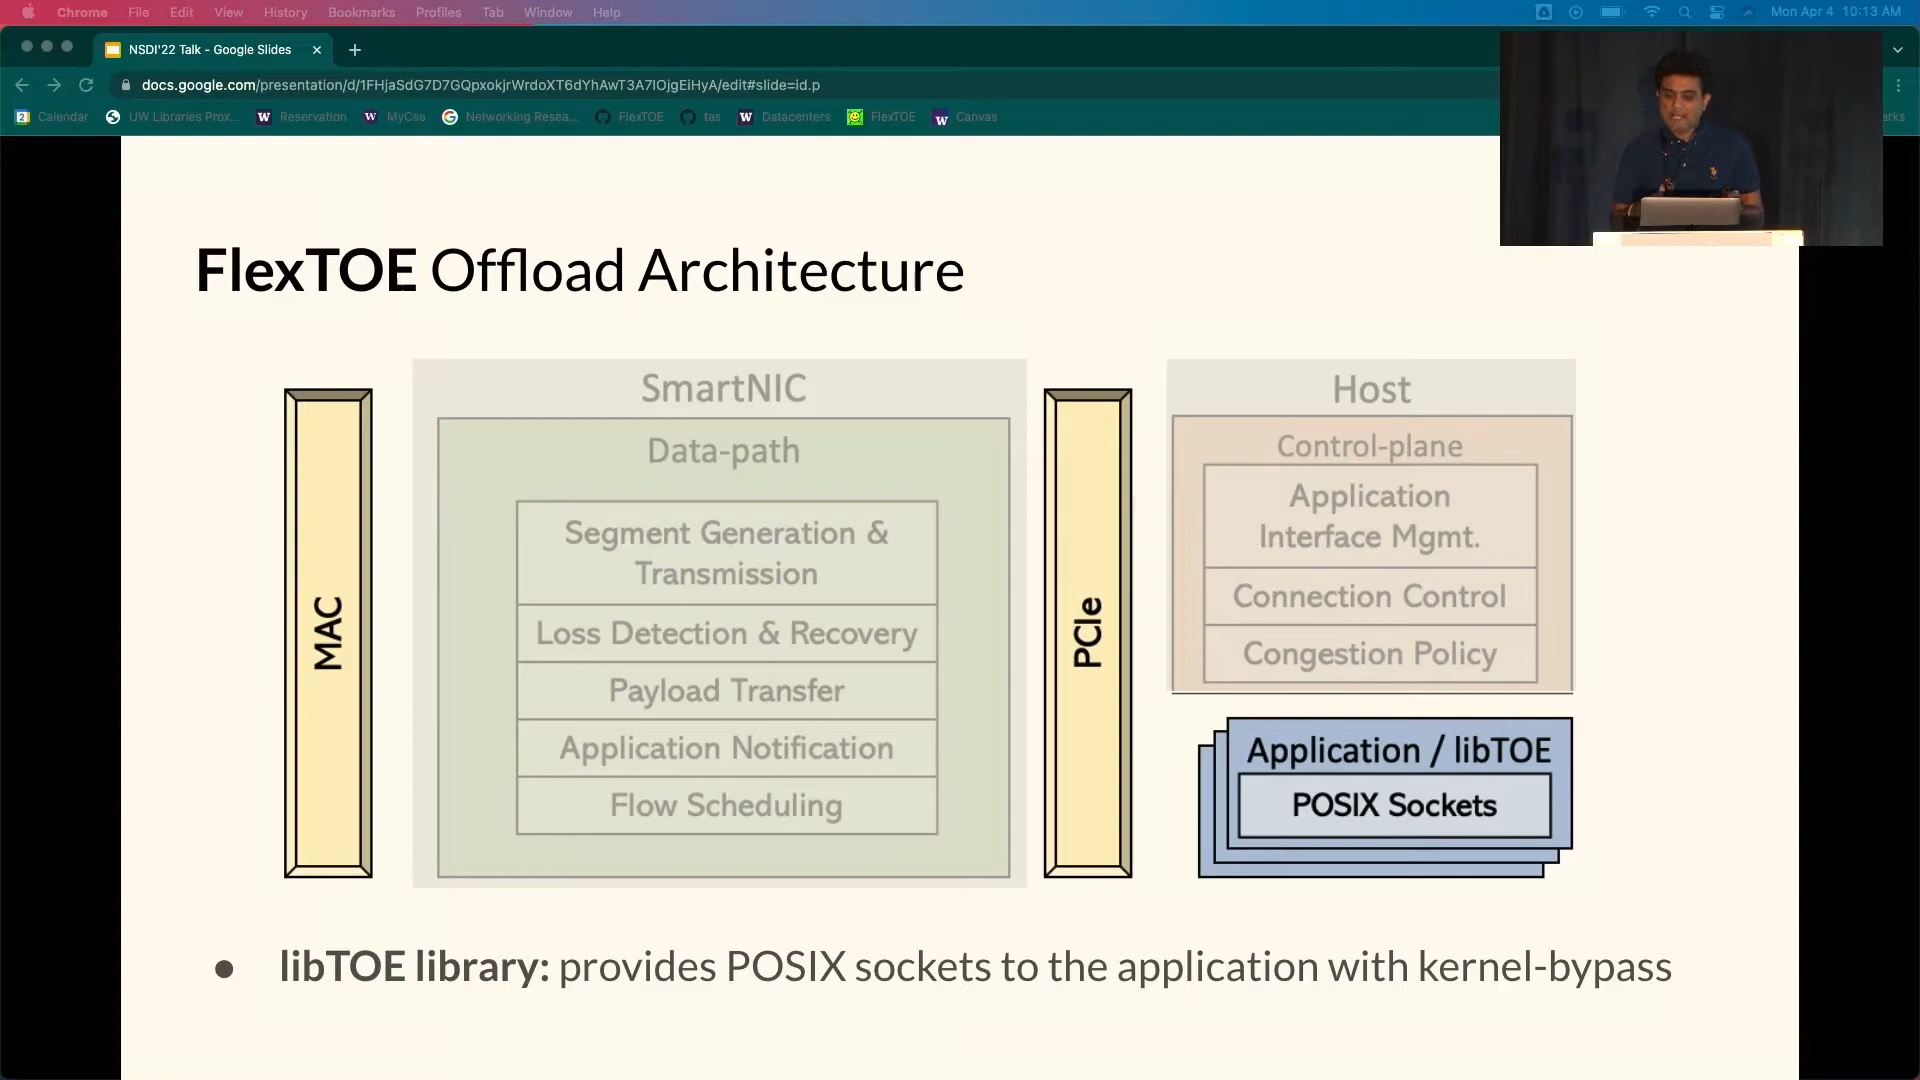 Chrome File Edit View History Bookmarks Profiles Tab Window Help
Mon Apr 4 10:13 AM
NSDI'22 Talk - Google Slides
docs.google.com/presentation/d/1FHjaSdG7D7GQpxokjrWrdoXT6dYhAwT3A7IOjgEiHyA/edit#slide=id.p
2 Calendar UW Libraries Prox... W Reservation W MyCse G Networking Resea... FlexTOE tas W Datacenters FlexTOE W Canvas
arks
FlexTOE Offload Architecture
MAC
SmartNIC
Data-path
Segment Generation &
Transmission
Loss Detection & Recovery
Payload Transfer
Application Notification
Flow Scheduling
PCIe
Host
Control-plane
Application
Interface Mgmt.
Connection Control
Congestion Policy
Application / libTOE
POSIX Sockets
● libTOE library: provides POSIX sockets to the application with kernel-bypass